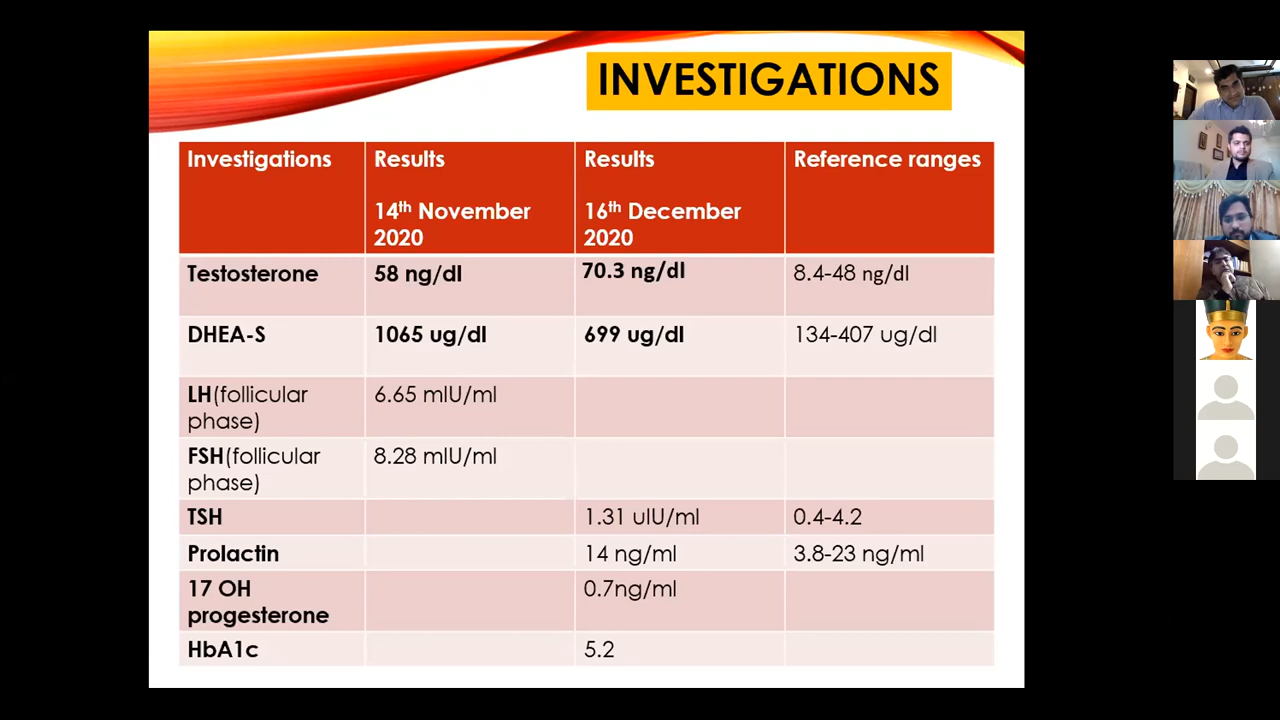 INVESTIGATIONS
Investigations Results Results Reference ranges
14th November 16th December
2020 2020
Testosterone 58 ng/dl 70.3 ng/dl 8.4-48 ng/dl
DHEA-S 1065 ug/dl 699 ug/dl 134-407 ug/dl
LH(follicular 6.65 mlU/ml
phase)
FSH(follicular 8.28 mlU/ml
phase)
TSH 1.31 ulU/ml 0.4-4.2
Prolactin 14 ng/ml 3.8-23 ng/ml
17 OH 0.7ng/ml
progesterone
HbA1c 5.2